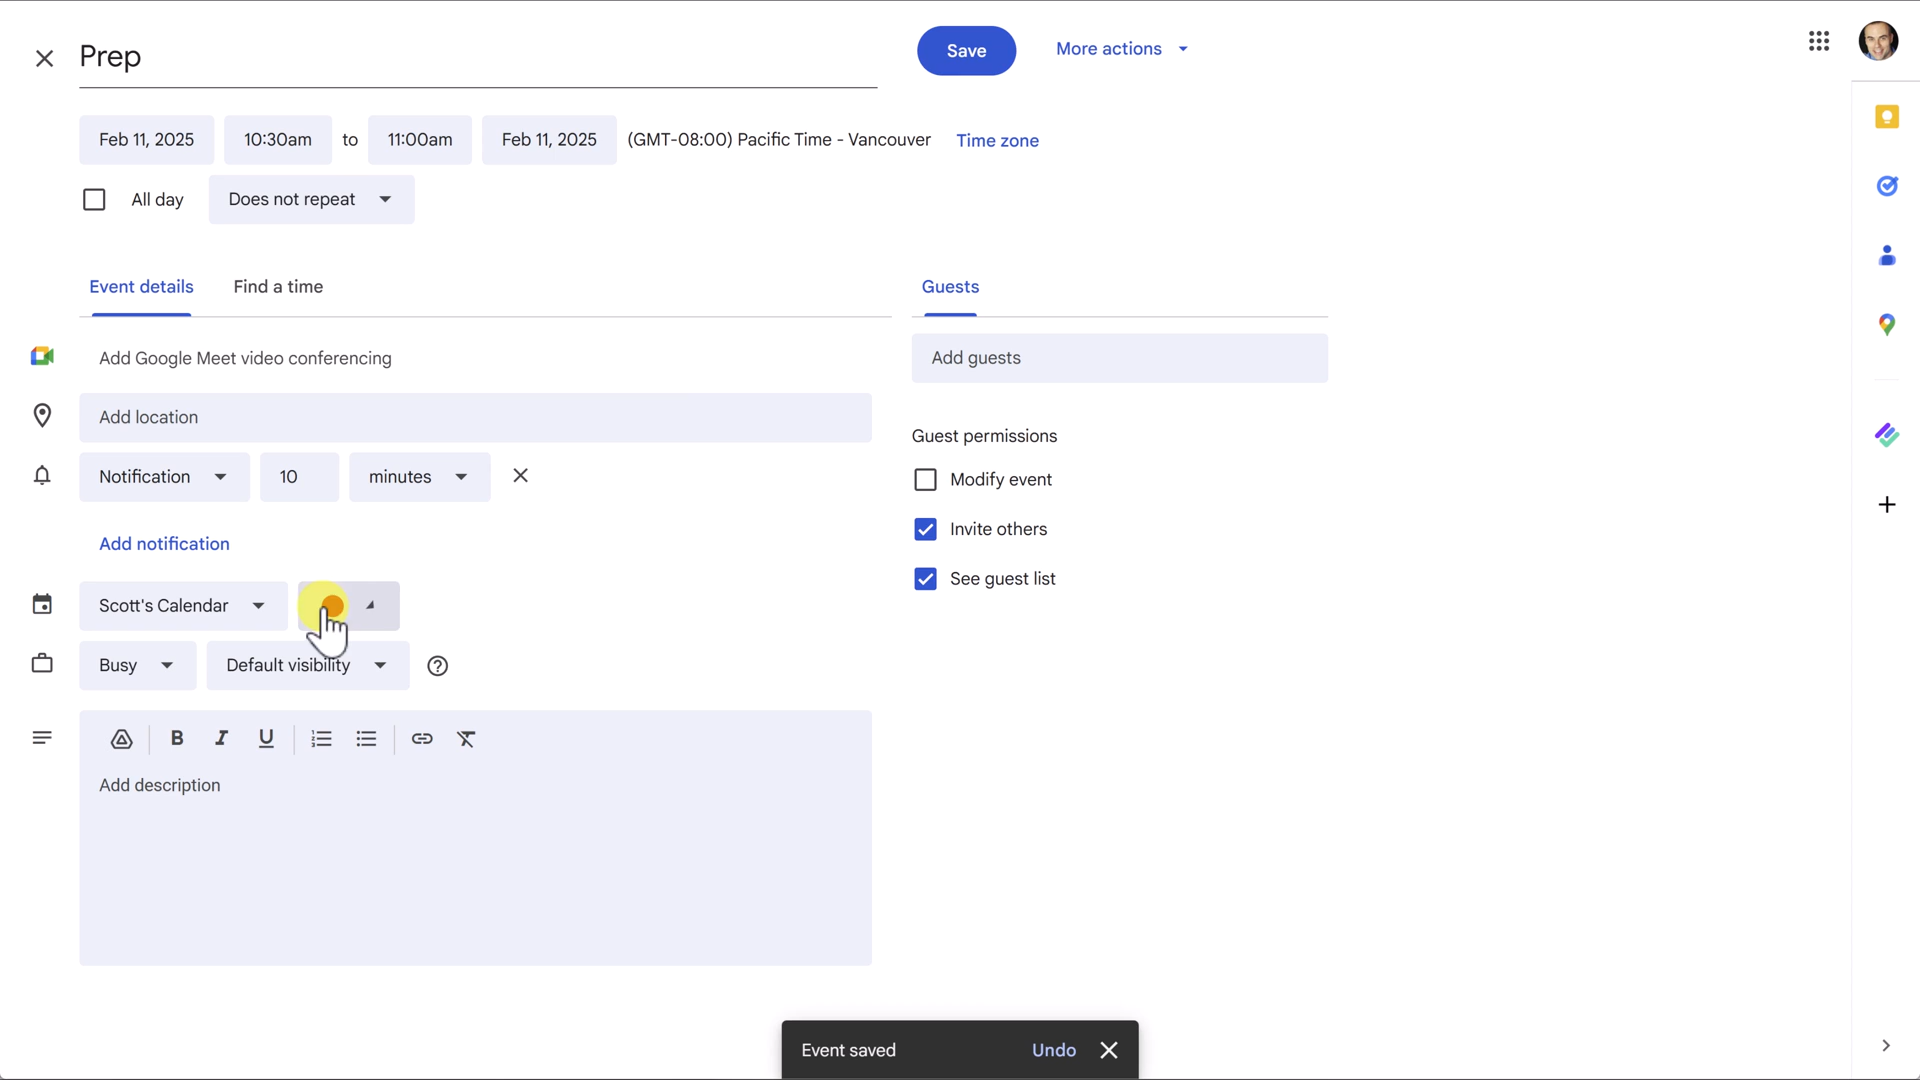 Prep
Save
More actions
Feb 11, 2025
10:30am
to
11:00am
Feb 11, 2025
(GMT-08:00) Pacific Time - Vancouver
Time zone
All day
Does not repeat
Event details
Find a time
Guests
Add Google Meet video conferencing
Add guests
Add location
Guest permissions
Notification
10
minutes
Modify event
Invite others
Add notification
See guest list
Scott's Calendar
Busy
Default visibility
B I U
Add description
Event saved
Undo